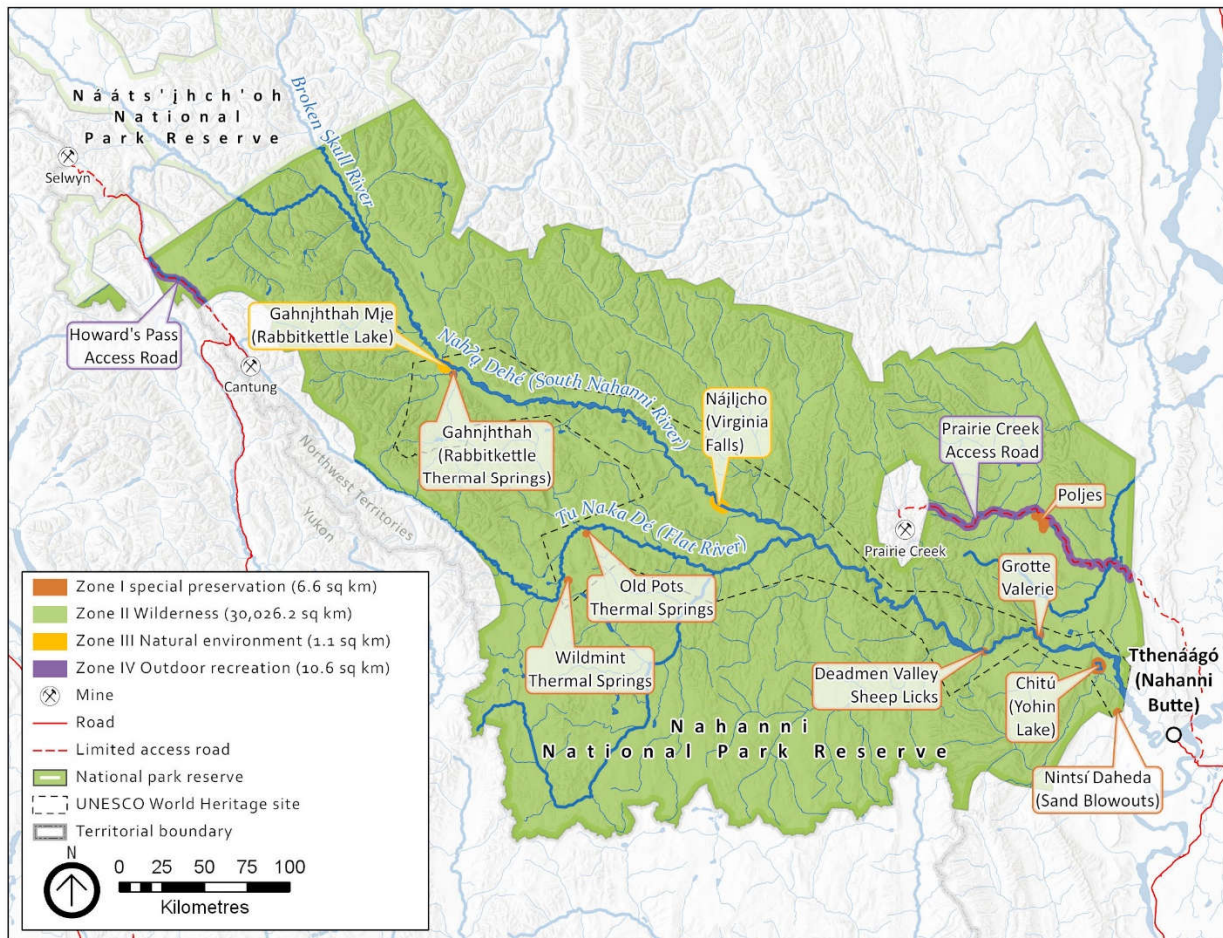 Nááts'įhch'oh
National
Park Reserve
Selwyn
Broken Skull River
Howard's Pass
Access Road
Cantung
Gahnįhthah Mįe
(Rabbitkettle Lake)
Nahʔą Dehé (South Nahanni River)
Gahnįhthah
(Rabbitkettle
Thermal Springs)
Nájlįcho
(Virginia
Falls)
Prairie Creek
Access Road
Poljes
Prairie Creek
Northwest Territories
Yukon
Tu Naka Dé (Flat River)
Old Pots
Thermal Springs
Wildmint
Thermal Springs
Grotte
Valerie
Deadmen Valley
Sheep Licks
Chitú
(Yohin
Lake)
Tthenáágó
(Nahanni
Butte)
Nintsí Daheda
(Sand Blowouts)
Nahanni
National Park Reserve
Zone I special preservation (6.6 sq km)
Zone II Wilderness (30,026.2 sq km)
Zone III Natural environment (1.1 sq km)
Zone IV Outdoor recreation (10.6 sq km)
Mine
Road
Limited access road
National park reserve
UNESCO World Heritage site
Territorial boundary
N
0 25 50 75 100
Kilometres